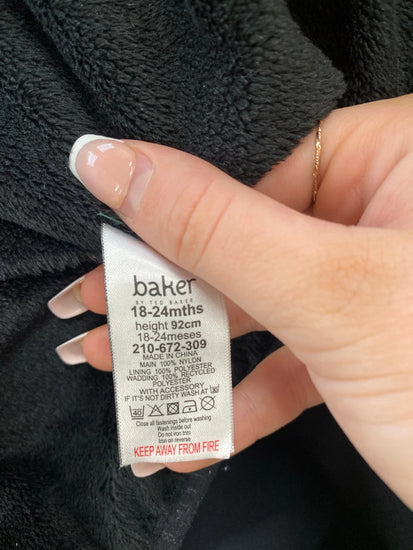 baker
BY TED BAKER
18-24mths
height 92cm
18-24meses
210-672-309
MADE IN CHINA
MAIN 100% NYLON
LINING 100% POLYESTER
WADDING 100% RECYCLED
POLYESTER
WITH ACCESSORY
IF IT'S NOT DIRTY WASH AT
40
Close all fastenings before washing
Wash inside out
Do not iron trim
Iron on reverse
KEEP AWAY FROM FIRE